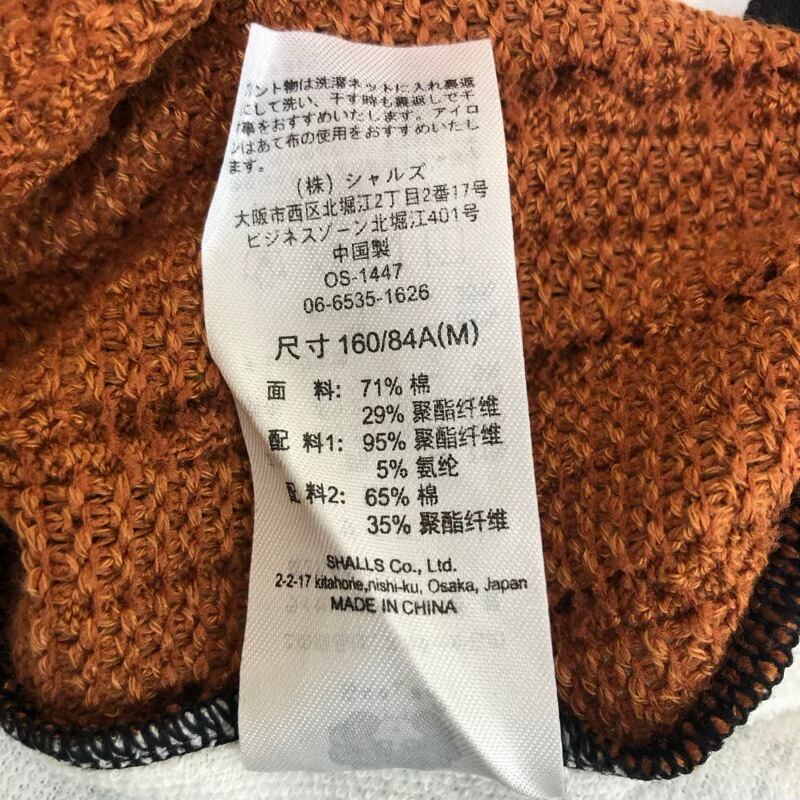 ント物は洗濯ネットに入れ裏返
にして洗い、干す時も裏返しで干
事をおすすめいたします。アイロ
ンはあて布の使用をおすすめいたし
ます。
(株)シャルズ
大阪市西区北堀江2丁目2番17号
ビジネスゾーン北堀江401号
中国製
OS-1447
06-6535-1626
尺寸 160/84A(M)
面 料: 71% 棉
29% 聚酯纤维
配 料1: 95% 聚酯纤维
5% 氨纶
配料2: 65% 棉
35% 聚酯纤维
SHALLS Co., Ltd.
2-2-17 kitahorie,nishi-ku, Osaka, Japan
MADE IN CHINA